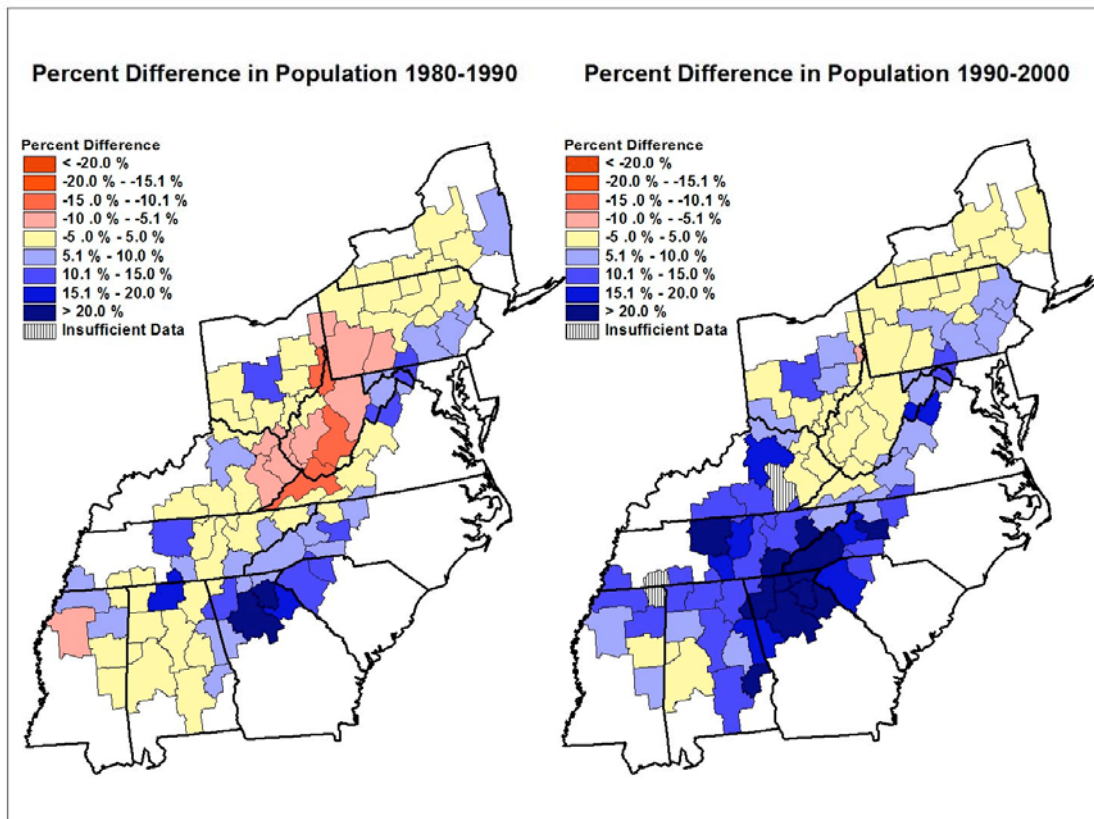 Percent Difference in Population 1980-1990
Percent Difference
< -20.0 %
-20.0 % - -15.1 %
-15 .0 % - -10.1 %
-10 .0 % - -5.1 %
-5 .0 % - 5.0 %
5.1 % - 10.0 %
10.1 % - 15.0 %
15.1 % - 20.0 %
> 20.0 %
Insufficient Data
Percent Difference in Population 1990-2000
Percent Difference
< -20.0 %
-20.0 % - -15.1 %
-15 .0 % - -10.1 %
-10 .0 % - -5.1 %
-5 .0 % - 5.0 %
5.1 % - 10.0 %
10.1 % - 15.0 %
15.1 % - 20.0 %
> 20.0 %
Insufficient Data